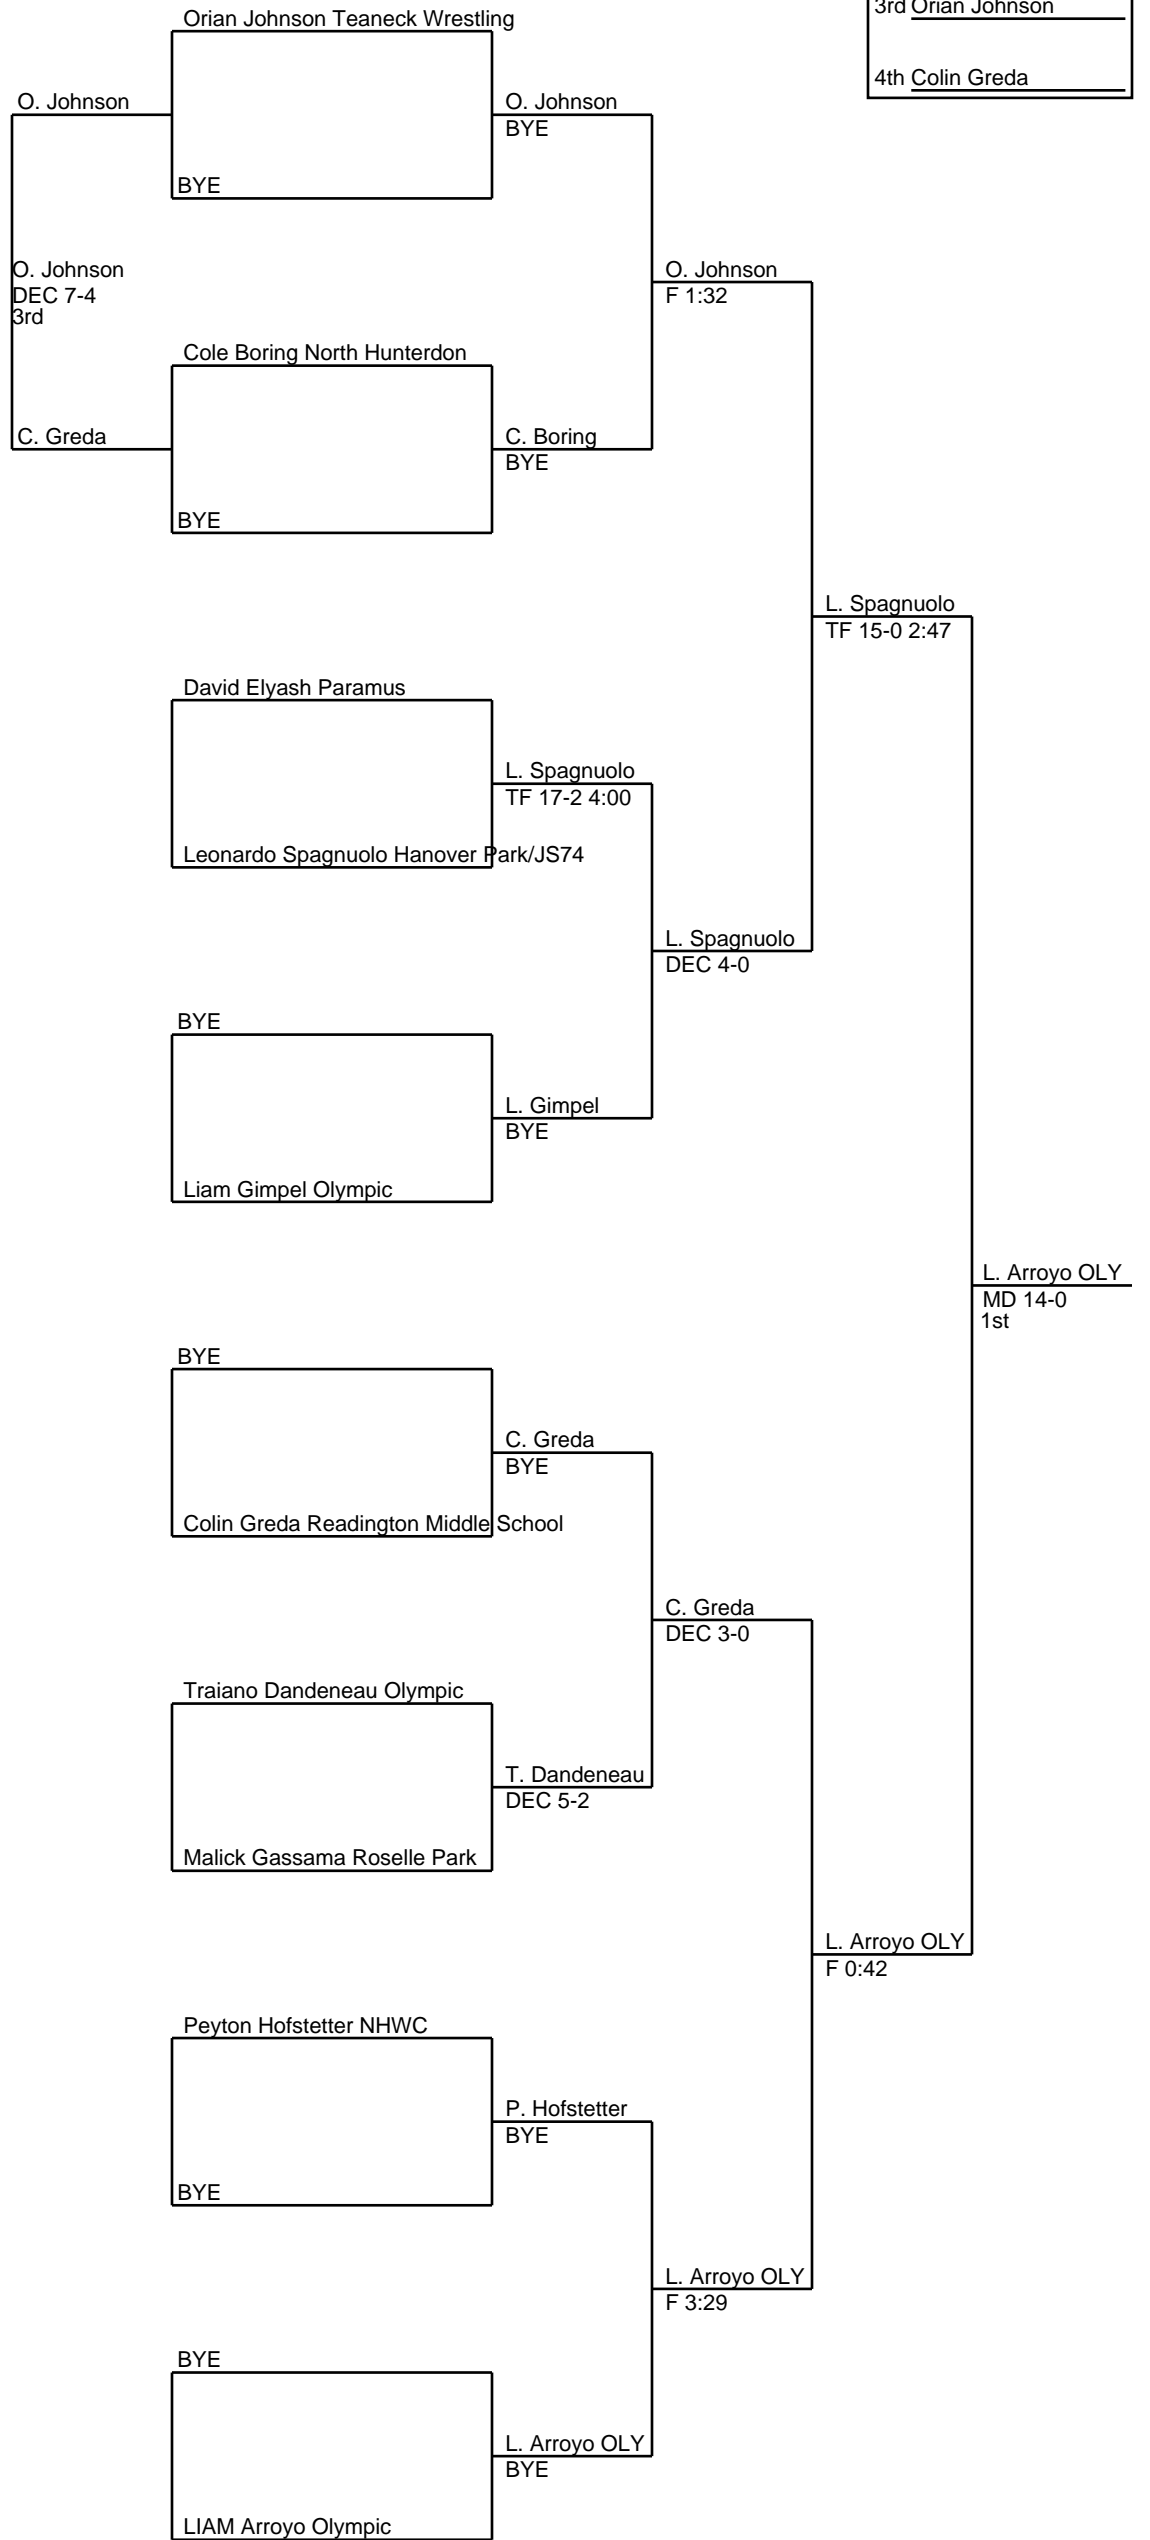 3rd Orian Johnson
4th Colin Greda
Orian Johnson Teaneck Wrestling
O. Johnson
O. Johnson
BYE
BYE
O. Johnson
DEC 7-4
3rd
O. Johnson
F 1:32
Cole Boring North Hunterdon
C. Greda
C. Boring
BYE
BYE
L. Spagnuolo
TF 15-0 2:47
David Elyash Paramus
L. Spagnuolo
TF 17-2 4:00
Leonardo Spagnuolo Hanover Park/JS74
L. Spagnuolo
DEC 4-0
BYE
L. Gimpel
BYE
Liam Gimpel Olympic
L. Arroyo OLY
MD 14-0
1st
BYE
C. Greda
BYE
Colin Greda Readington Middle School
C. Greda
DEC 3-0
Traiano Dandeneau Olympic
T. Dandeneau
DEC 5-2
Malick Gassama Roselle Park
L. Arroyo OLY
F 0:42
Peyton Hofstetter NHWC
P. Hofstetter
BYE
BYE
L. Arroyo OLY
F 3:29
BYE
L. Arroyo OLY
BYE
LIAM Arroyo Olympic